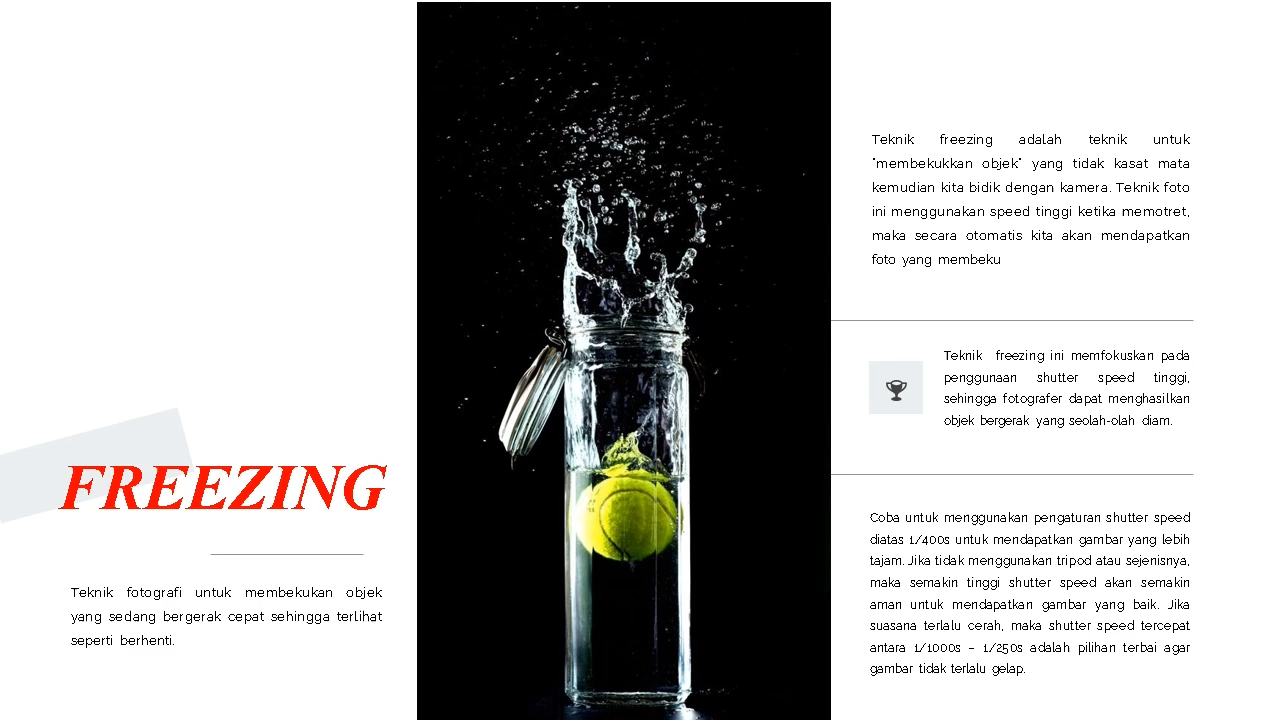 FREEZING
Teknik fotografi untuk membekukan objek
yang sedang bergerak cepat sehingga terlihat
seperti berhenti.
Teknik freezing adalah teknik untuk
"membekukkan objek" yang tidak kasat mata
kemudian kita bidik dengan kamera. Teknik foto
ini menggunakan speed tinggi ketika memotret,
maka secara otomatis kita akan mendapatkan
foto yang membeku
Teknik freezing ini memfokuskan pada
penggunaan shutter speed tinggi,
sehingga fotografer dapat menghasilkan
objek bergerak yang seolah-olah diam.
Coba untuk menggunakan pengaturan shutter speed
diatas 1/400s untuk mendapatkan gambar yang lebih
tajam. Jika tidak menggunakan tripod atau sejenisnya,
maka semakin tinggi shutter speed akan semakin
aman untuk mendapatkan gambar yang baik. Jika
suasana terlalu cerah, maka shutter speed tercepat
antara 1/1000s – 1/250s adalah pilihan terbai agar
gambar tidak terlalu gelap.